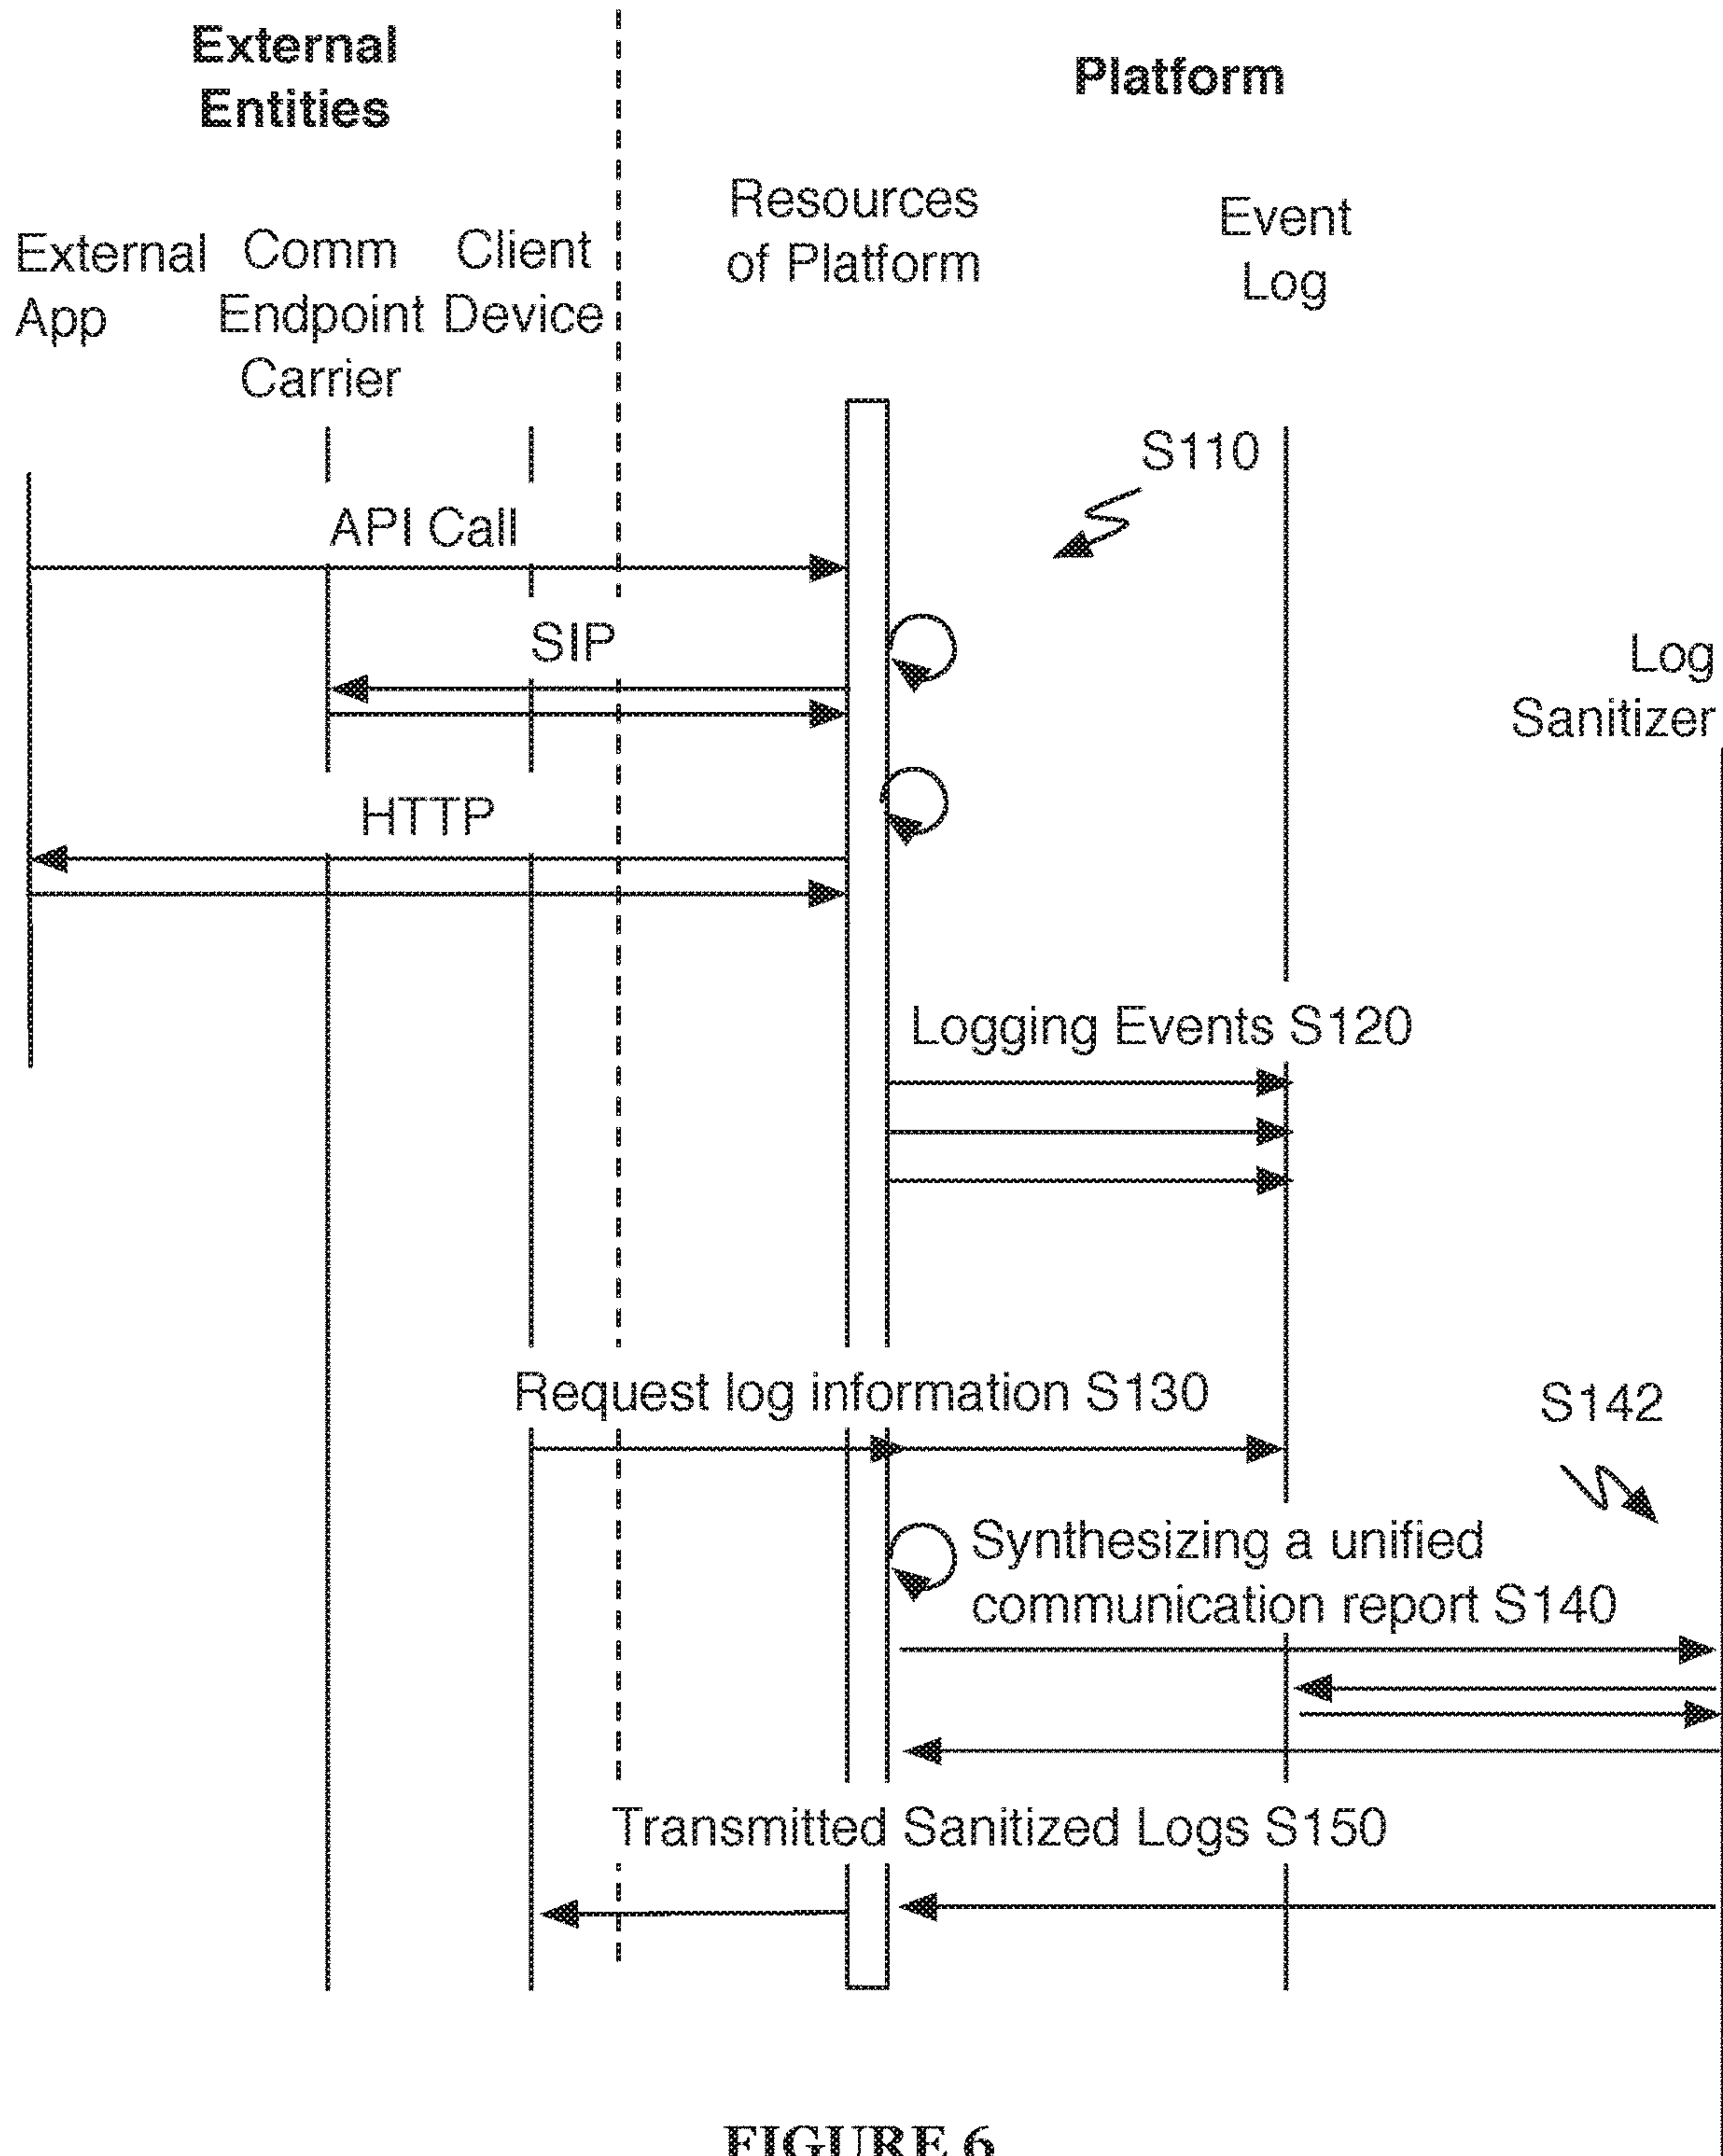 External
Entities
Platform
Resources
of Platform
Event
Log
External
App
Comm
Endpoint
Carrier
Client
Device
S110
API Call
SIP
Log
Sanitizer
HTTP
Logging Events S120
Request log information S130
S142
Synthesizing a unified
communication report S140
Transmitted Sanitized Logs S150
FIGURE 6